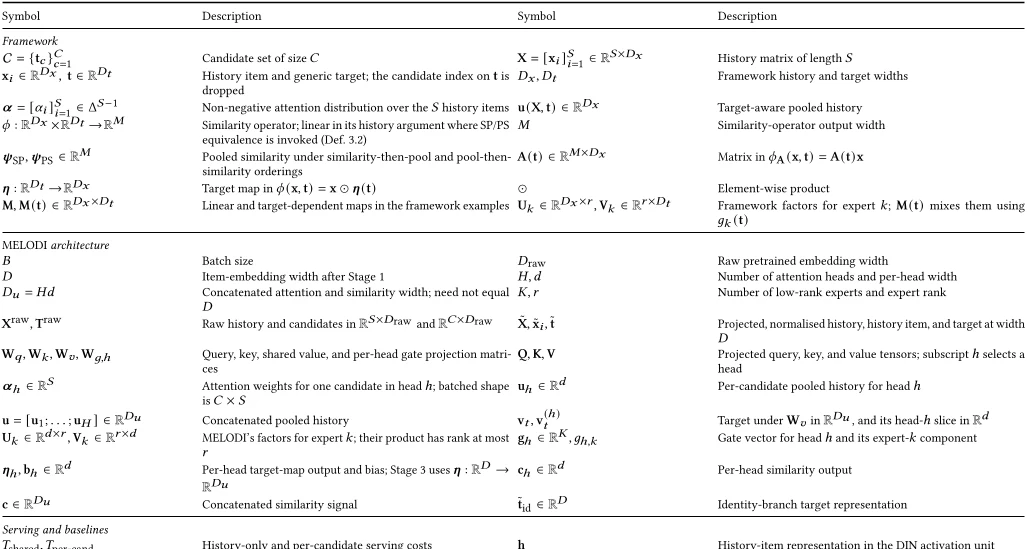 Symbol Description Symbol Description
Framework
C = {t_c}_{c=1}^{C} Candidate set of size C X = [x_i]_{i=1}^{S} ∈ ℝ^{S×D_x} History matrix of length S
x_i ∈ ℝ^{D_x}, t ∈ ℝ^{D_t} History item and generic target; the candidate index on t is D_x, D_t Framework history and target widths
dropped
α = [α_i]_{i=1}^{S} ∈ Δ^{S−1} Non-negative attention distribution over the S history items u(X, t) ∈ ℝ^{D_x} Target-aware pooled history
ϕ : ℝ^{D_x} × ℝ^{D_t} → ℝ^M Similarity operator; linear in its history argument where SP/PS M Similarity-operator output width
equivalence is invoked (Def. 3.2)
ψ_SP, ψ_PS ∈ ℝ^M Pooled similarity under similarity-then-pool and pool-then- A(t) ∈ ℝ^{M×D_x} Matrix in ϕ_A(x, t) = A(t)x
similarity orderings
η : ℝ^{D_t} → ℝ^{D_x} Target map in ϕ(x, t) = x ⊙ η(t) ⊙ Element-wise product
M, M(t) ∈ ℝ^{D_x×D_t} Linear and target-dependent maps in the framework examples U_k ∈ ℝ^{D_x×r}, V_k ∈ ℝ^{r×D_t} Framework factors for expert k; M(t) mixes them using
g_k(t)
MELODI architecture
B Batch size D_raw Raw pretrained embedding width
D Item-embedding width after Stage 1 H, d Number of attention heads and per-head width
D_u = Hd Concatenated attention and similarity width; need not equal K, r Number of low-rank experts and expert rank
D
X^raw, T^raw Raw history and candidates in ℝ^{S×D_raw} and ℝ^{C×D_raw} X̃, x̃_i, t̃ Projected, normalised history, history item, and target at width
D
W_q, W_k, W_v, W_{g,h} Query, key, shared value, and per-head gate projection matri- Q, K, V Projected query, key, and value tensors; subscript h selects a
ces head
α_h ∈ ℝ^S Attention weights for one candidate in head h; batched shape u_h ∈ ℝ^d Per-candidate pooled history for head h
is C × S
u = [u_1; . . . ; u_H] ∈ ℝ^{D_u} Concatenated pooled history v_t, v_t^{(h)} Target under W_v in ℝ^{D_u}, and its head-h slice in ℝ^d
U_k ∈ ℝ^{d×r}, V_k ∈ ℝ^{r×d} MELODI's factors for expert k; their product has rank at most g_h ∈ ℝ^K, g_{h,k} Gate vector for head h and its expert-k component
r
η_h, b_h ∈ ℝ^d Per-head target-map output and bias; Stage 3 uses η : ℝ^D → c_h ∈ ℝ^d Per-head similarity output
ℝ^{D_u}
c ∈ ℝ^{D_u} Concatenated similarity signal t̃_id ∈ ℝ^D Identity-branch target representation
Serving and baselines
T_shared, T_per-cand History-only and per-candidate serving costs h History-item representation in the DIN activation unit